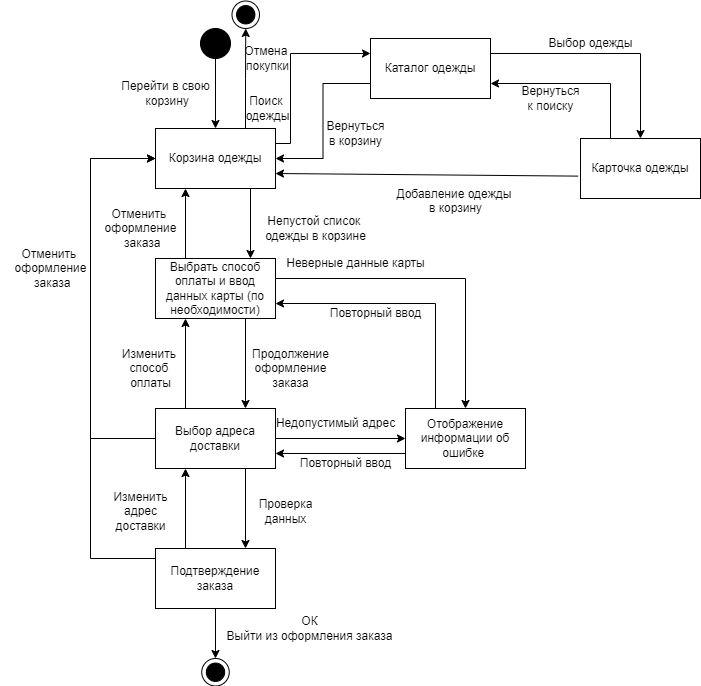 Отмена
покупки
Каталог одежды
Выбор одежды
Перейти в свою
корзину
Поиск
одежды
Вернуться
к поиску
Вернуться
в корзину
Корзина одежды
Карточка одежды
Добавление одежды
в корзину
Отменить
оформление
заказа
Непустой список
одежды в корзине
Отменить
оформление
заказа
Выбрать способ
оплаты и ввод
данных карты (по
необходимости)
Неверные данные карты
Повторный ввод
Изменить
способ
оплаты
Продолжение
оформление
заказа
Выбор адреса
доставки
Недопустимый адрес
Повторный ввод
Отображение
информации об
ошибке
Изменить
адрес
доставки
Проверка
данных
Подтверждение
заказа
ОК
Выйти из оформления заказа